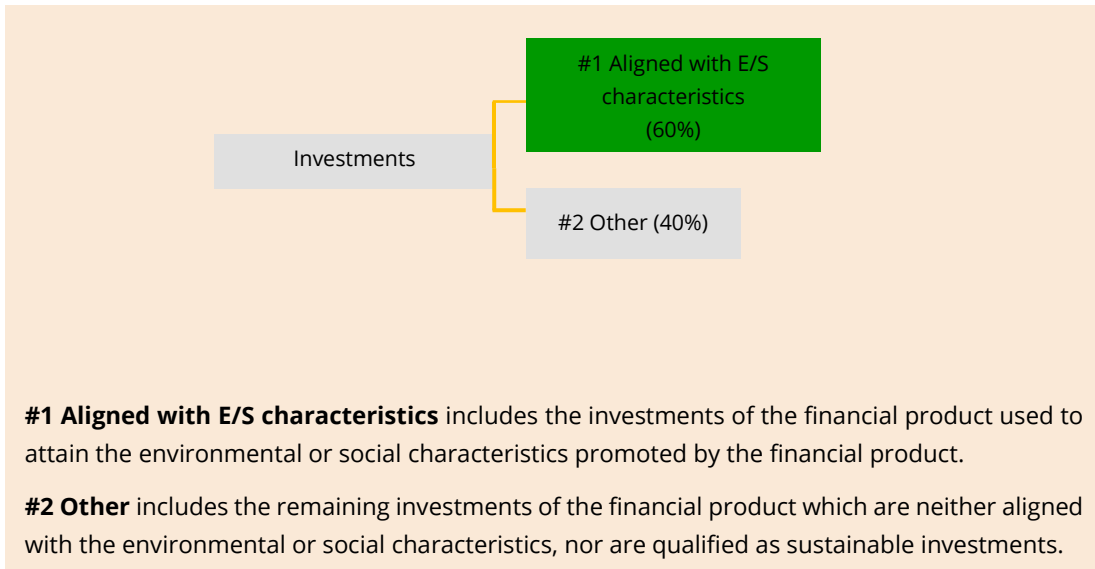 #1 Aligned with E/S
characteristics
(60%)
Investments
#2 Other (40%)
#1 Aligned with E/S characteristics includes the investments of the financial product used to
attain the environmental or social characteristics promoted by the financial product.
#2 Other includes the remaining investments of the financial product which are neither aligned
with the environmental or social characteristics, nor are qualified as sustainable investments.